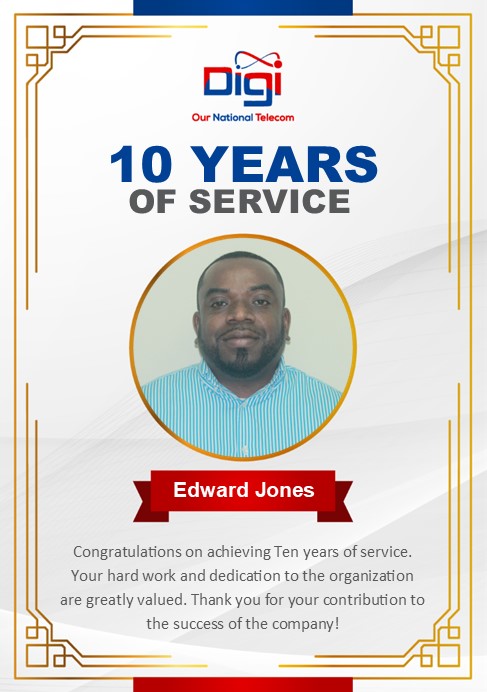 Digi
Our National Telecom
10 YEARS
OF SERVICE
Edward Jones
Congratulations on achieving Ten years of service.
Your hard work and dedication to the organization
are greatly valued. Thank you for your contribution to
the success of the company!